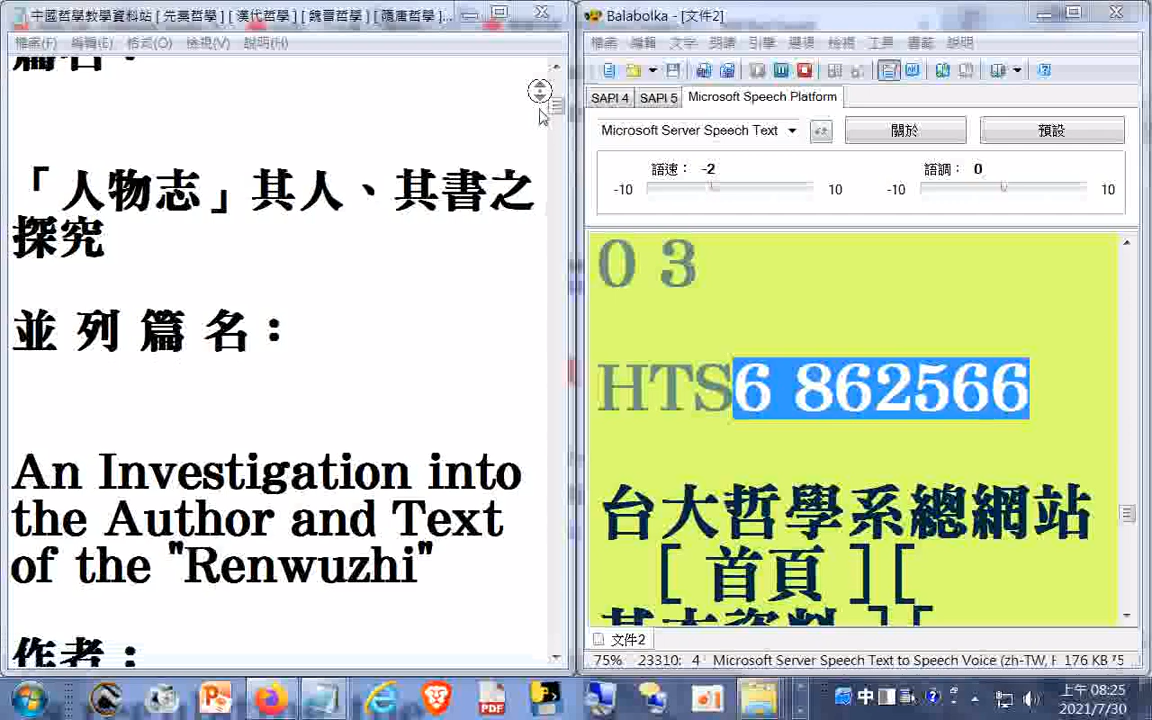 中國哲學教學資料站 [ 先秦哲學 ] [ 漢代哲學 ] [ 魏晉哲學 ] [ 隋唐哲學 ]...
檔案(F) 編輯(E) 格式(O) 檢視(V) 說明(H)
篇名：
「人物志」其人、其書之
探究
並 列 篇 名：
An Investigation into
the Author and Text
of the "Renwuzhi"
作者：
Balabolka - [文件2]
檔案 編輯 文字 朗讀 引擎 選項 檢視 工具 書籤 說明
SAPI 4 SAPI 5 Microsoft Speech Platform
Microsoft Server Speech Text 關於 預設
語速： -2 語調： 0
-10 10 -10 10
0 3
HTS6 862566
台大哲學系總網站
[ 首頁 ][
基本資料 ][
文件2
75% 23310: 4 Microsoft Server Speech Text to Speech Voice (zh-TW, H 176 KB
中
上午 08:25
2021/7/30